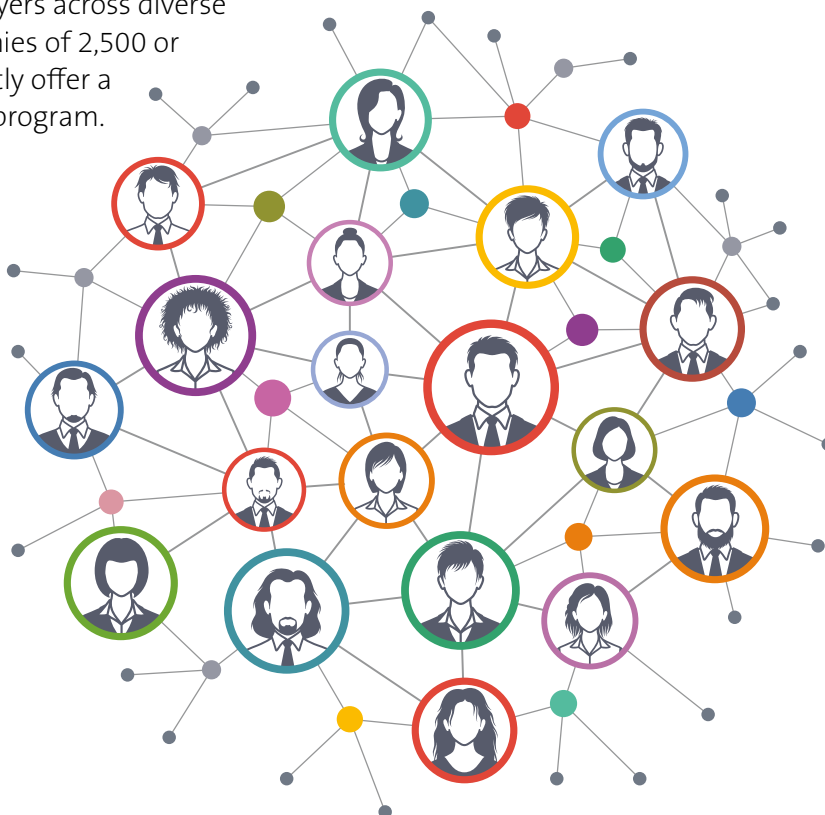 yers across diverse
nies of 2,500 or
tly offer a
program.